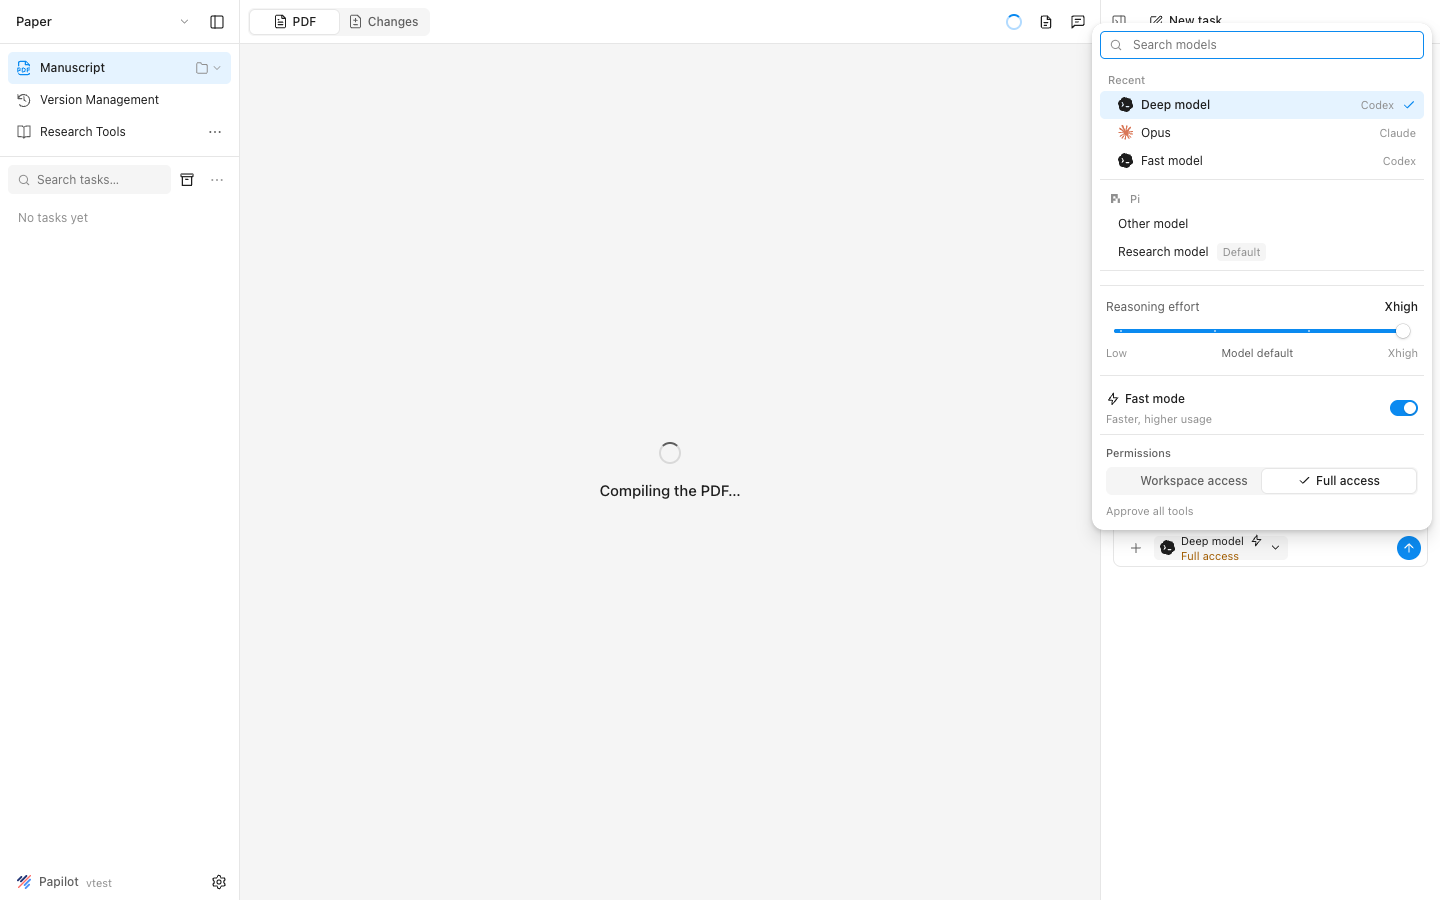 Paper
PDF
Changes
New task
Manuscript
Version Management
Research Tools
Search tasks...
No tasks yet
Compiling the PDF...
Search models
Recent
Deep model Codex
Opus Claude
Fast model Codex
Pi
Other model
Research model Default
Reasoning effort Xhigh
Low Model default Xhigh
Fast mode
Faster, higher usage
Permissions
Workspace access Full access
Approve all tools
Deep model
Full access
Papilot vtest